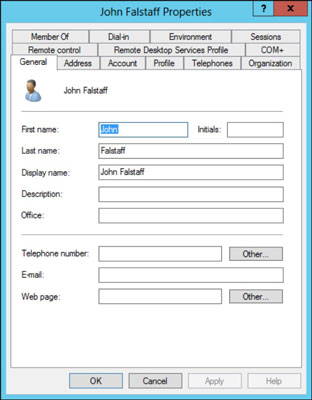 John Falstaff Properties ? x
Member Of Dial-in Environment Sessions
Remote control Remote Desktop Services Profile COM+
General Address Account Profile Telephones Organization
John Falstaff
First name: John Initials:
Last name: Falstaff
Display name: John Falstaff
Description:
Office:
Telephone number: Other...
E-mail:
Web page: Other...
OK Cancel Apply Help